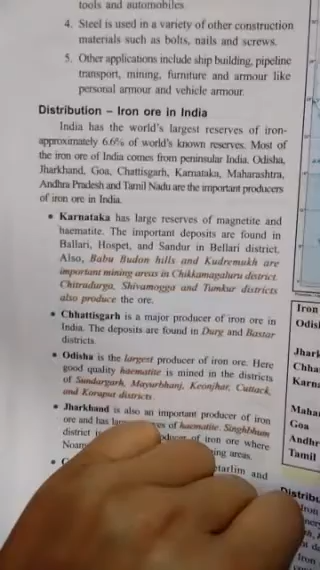 tools and automobiles.
4. Steel is used in a variety of other construction
materials such as bolts, nails and screws.
5. Other applications include ship building, pipeline
transport, mining, furniture and armour like
personal armour and vehicle armour.
Distribution – Iron ore in India
India has the world's largest reserves of iron-
approximately 6.6% of world's known reserves. Most of
the iron ore of India comes from peninsular India. Odisha,
Jharkhand, Goa, Chattisgarh, Karnataka, Maharashtra,
Andhra Pradesh and Tamil Nadu are the important producers
of iron ore in India.
• Karnataka has large reserves of magnetite and
haematite. The important deposits are found in
Ballari, Hospet, and Sandur in Bellari district.
Also, Babu Budon hills and Kudremukh are
important mining areas in Chikkamagaluru district.
Chitradurga, Shivamogga and Tumkur districts
also produce the ore.
• Chhattisgarh is a major producer of iron ore in
India. The deposits are found in Durg and Bastar
districts.
• Odisha is the largest producer of iron ore. Here
good quality haematite is mined in the districts
of Sundargarh, Mayurbhanj, Keonjhar, Cuttack,
and Koraput districts.
• Jharkhand is also an important producer of iron
ore and has of haematite. Singhbhum
district of iron ore where
areas.
and
Iron
Goa
Tamil
Iron